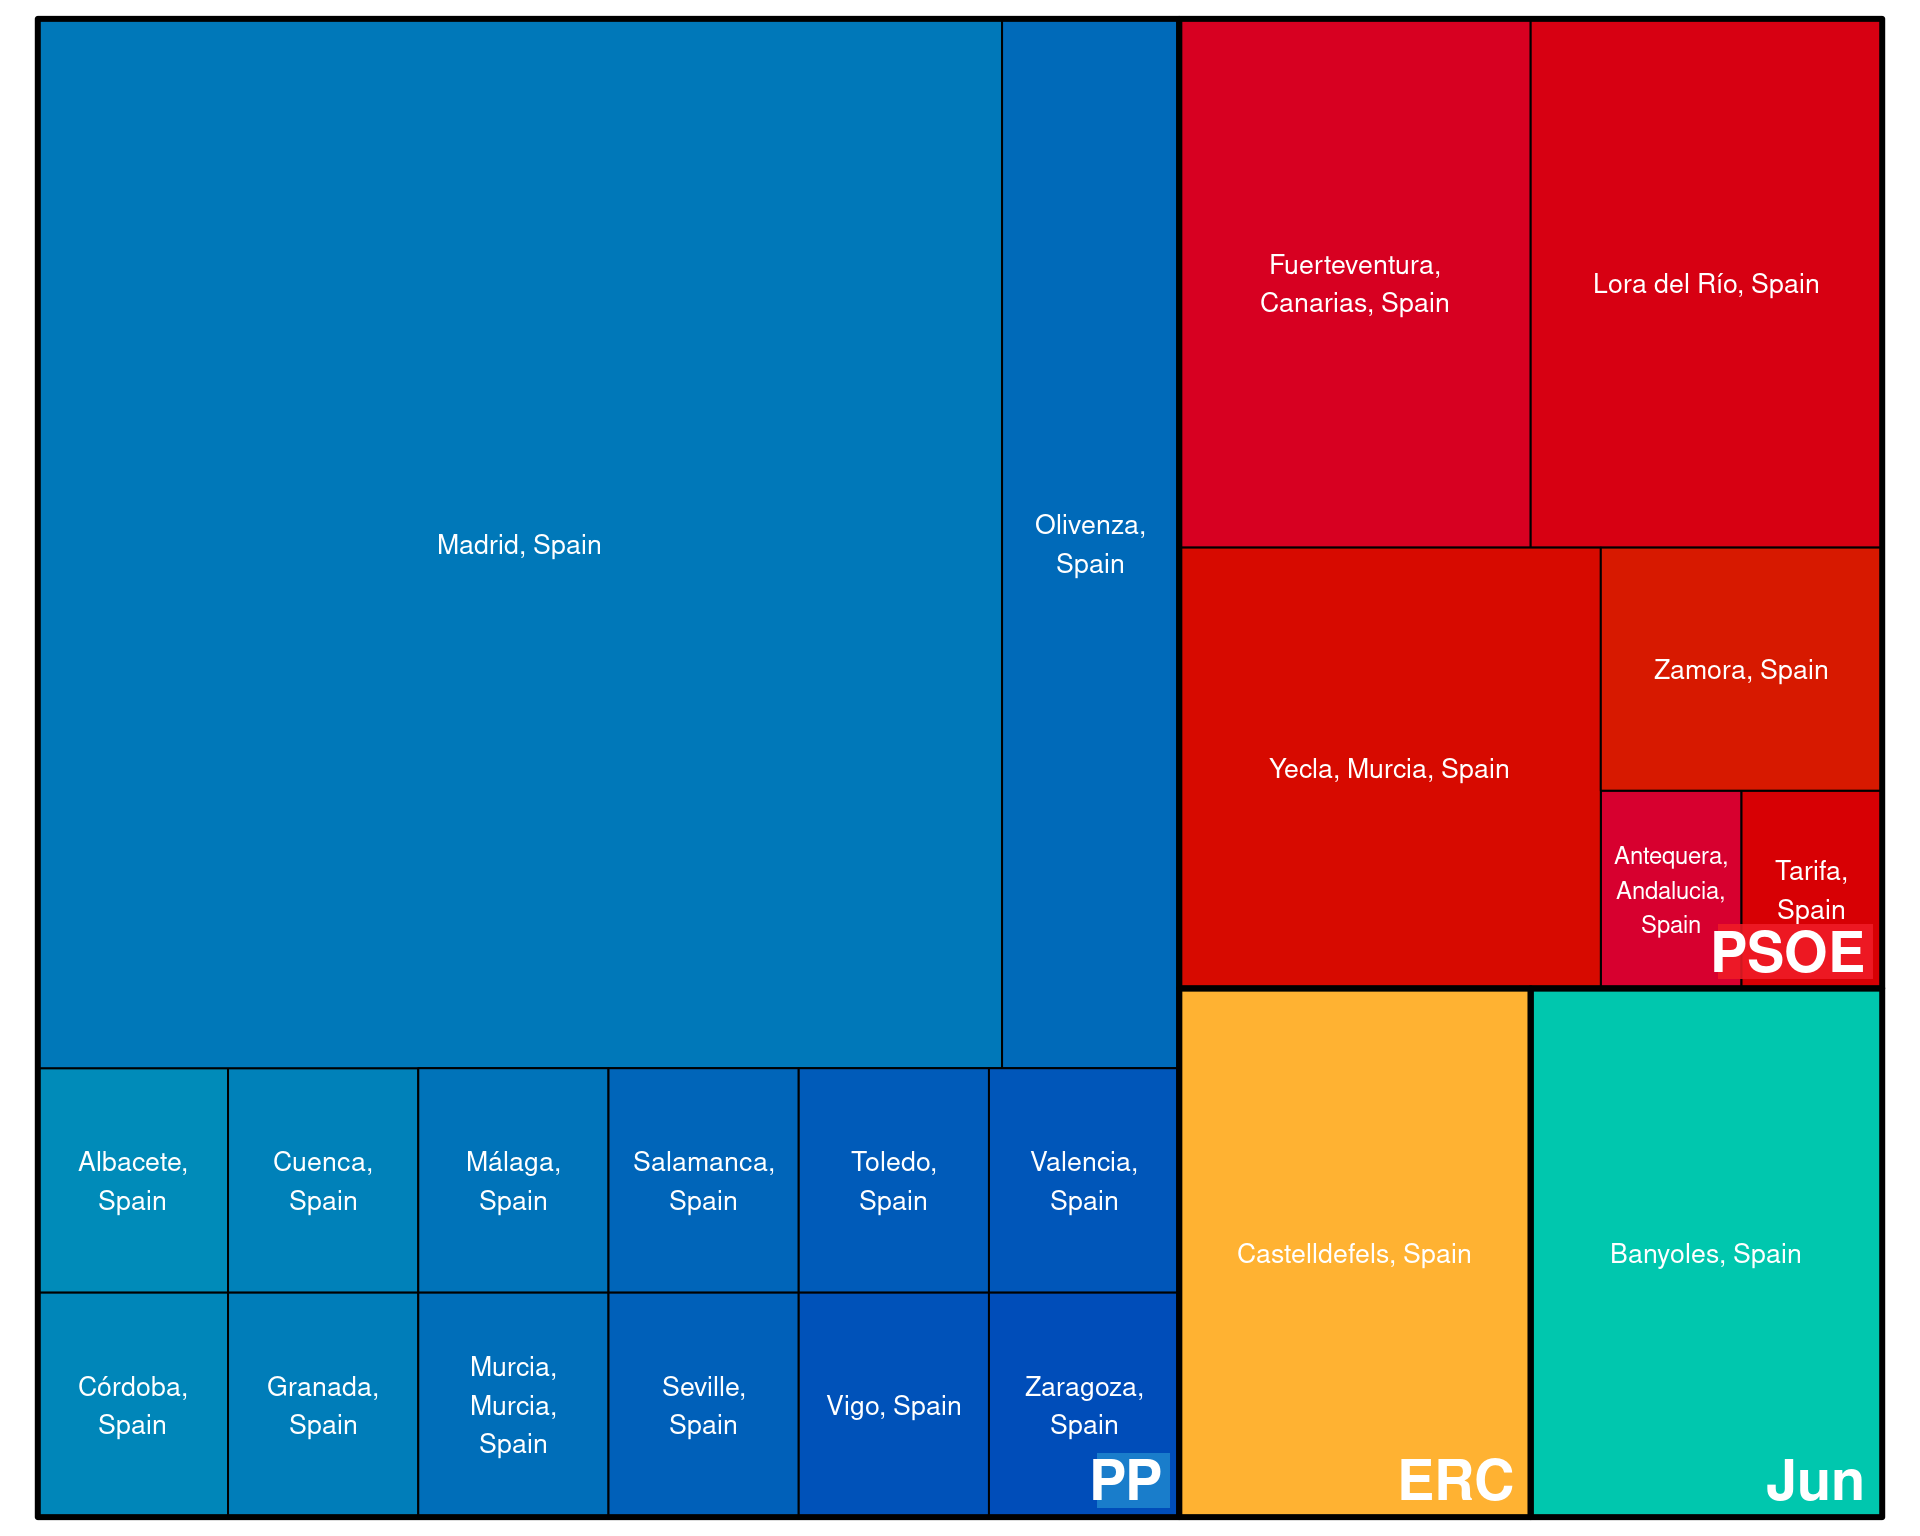 Madrid, Spain
Olivenza,
Spain
Albacete,
Spain
Cuenca,
Spain
Málaga,
Spain
Salamanca,
Spain
Toledo,
Spain
Valencia,
Spain
Córdoba,
Spain
Granada,
Spain
Murcia,
Murcia,
Spain
Seville,
Spain
Vigo, Spain
Zaragoza,
Spain
PP
Fuerteventura,
Canarias, Spain
Lora del Río, Spain
Yecla, Murcia, Spain
Zamora, Spain
Antequera,
Andalucia,
Spain
Tarifa,
Spain
PSOE
Castelldefels, Spain
ERC
Banyoles, Spain
Jun